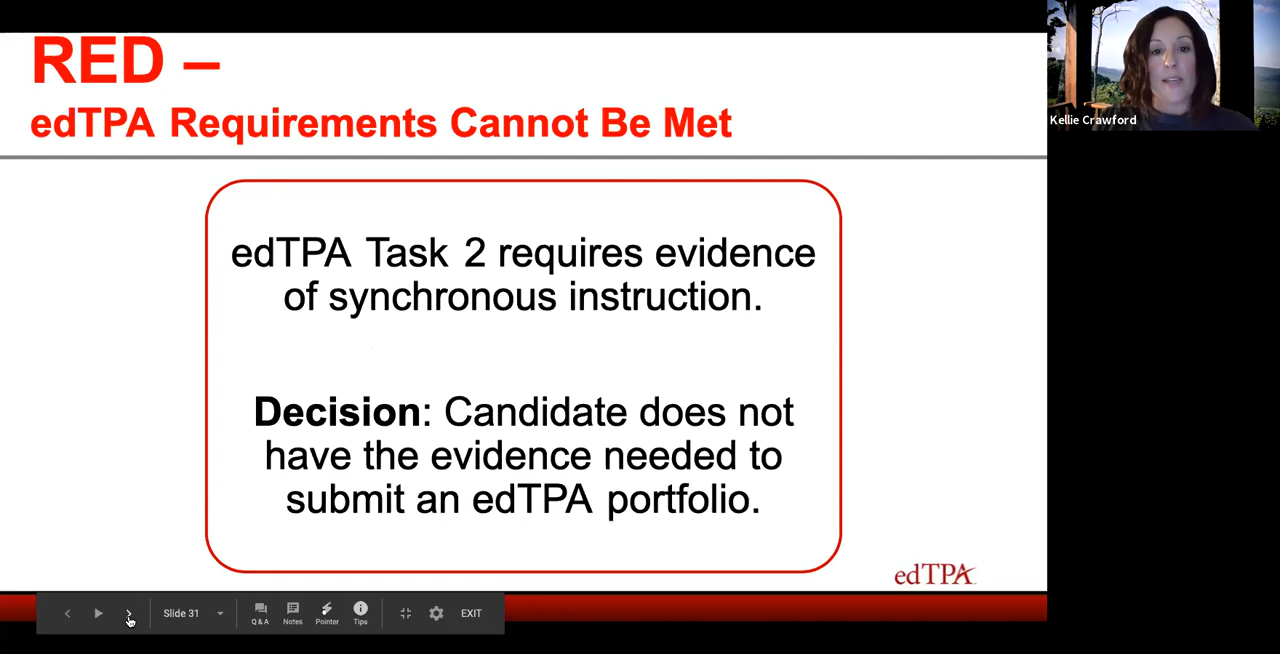 RED –
edTPA Requirements Cannot Be Met
Kellie Crawford
edTPA Task 2 requires evidence
of synchronous instruction.
Decision: Candidate does not
have the evidence needed to
submit an edTPA portfolio.
edTPA
Slide 31
Q & A
Notes
Pointer
Tips
EXIT